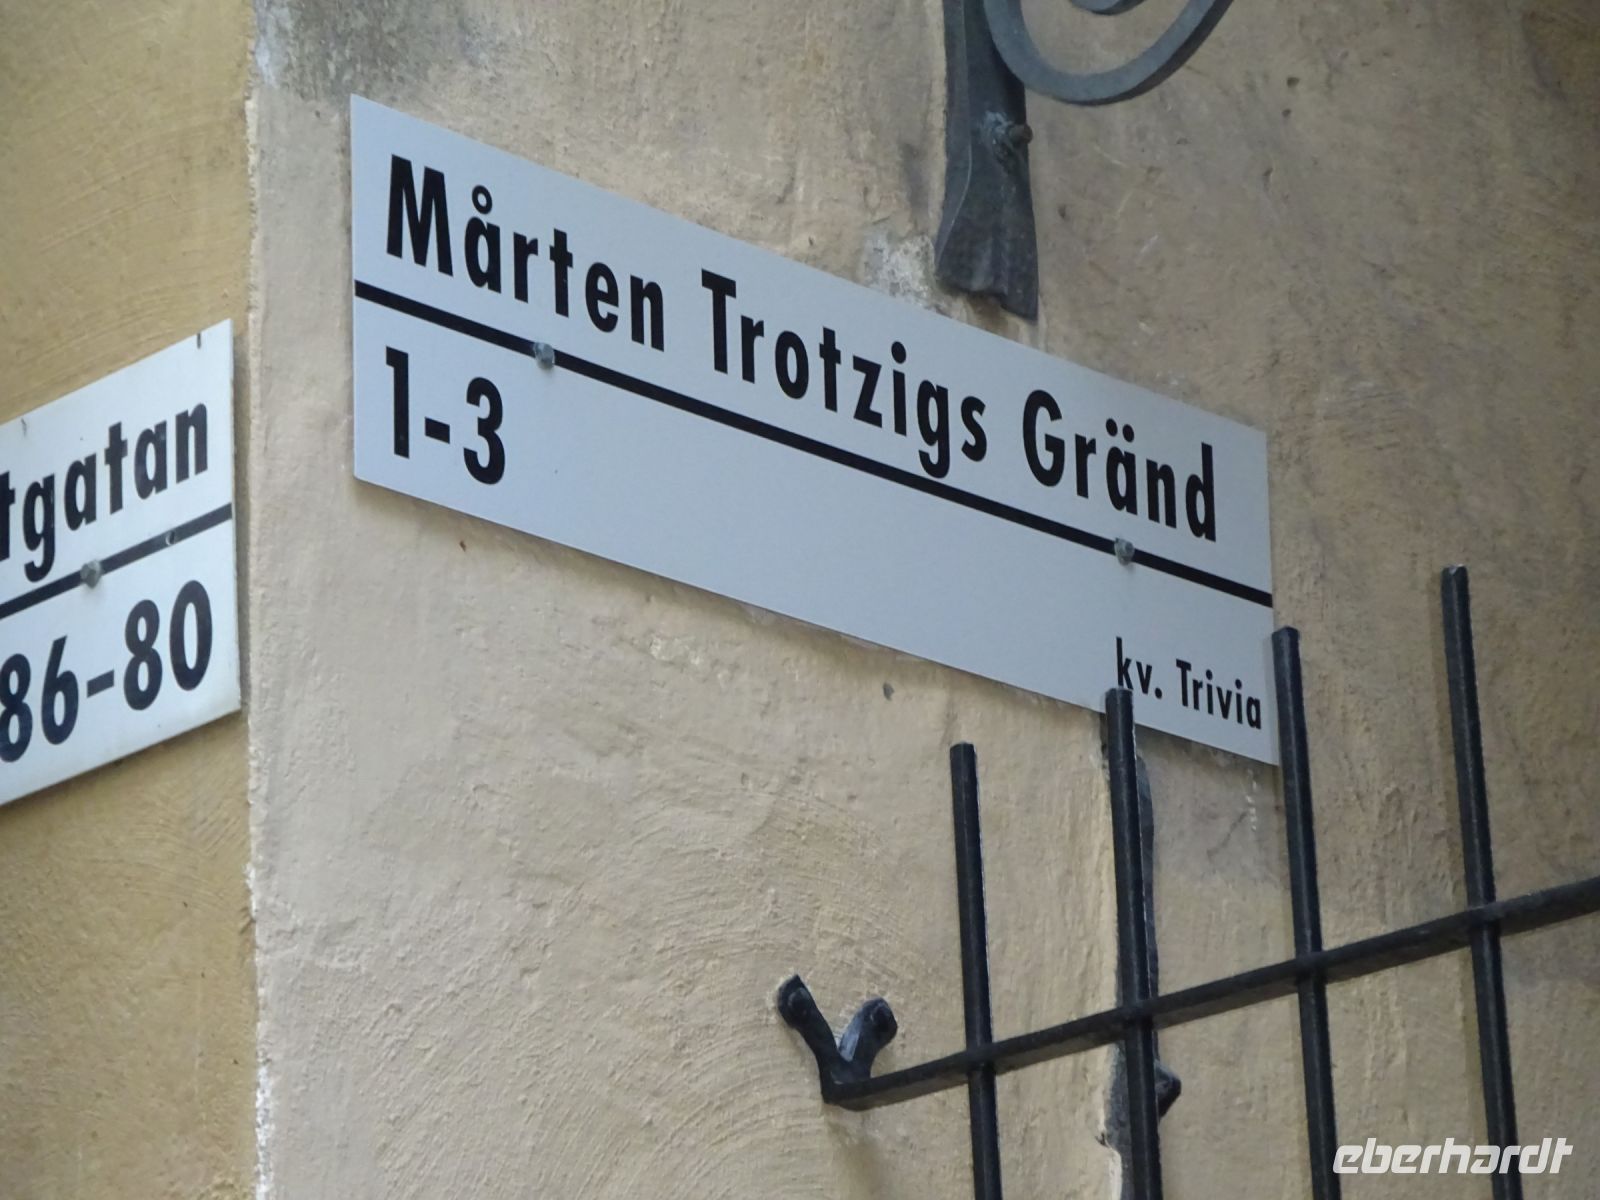 Mårten Trotzigs Gränd
1-3
kv. Trivia
tgatan
86-80
eberhardt